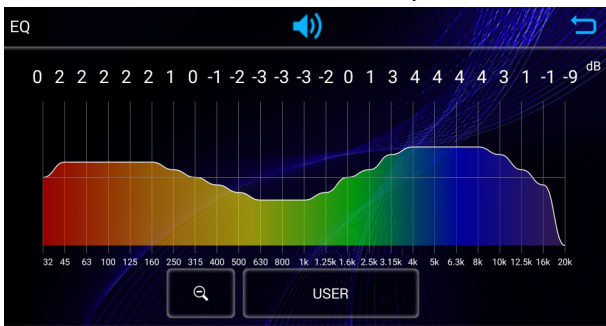 EQ
dB
0 2 2 2 2 2 1 0 -1 -2 -3 -3 -3 -2 0 1 3 4 4 4 4 3 1 -1 -9
32 45 63 100 125 160 250 315 400 500 630 800 1k 1.25k 1.6k 2.5k 3.15k 4k 5k 6.3k 8k 10k 12.5k 16k 20k
USER